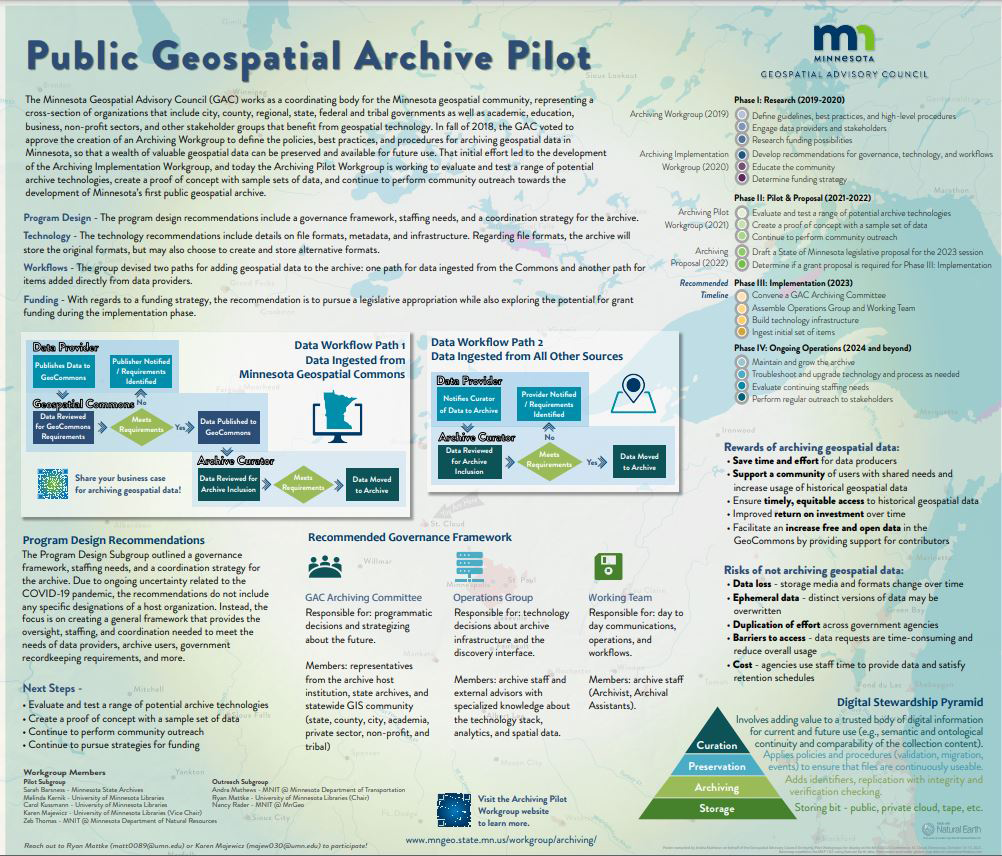 Public Geospatial Archive Pilot
mn
MINNESOTA
GEOSPATIAL ADVISORY COUNCIL
The Minnesota Geospatial Advisory Council (GAC) works as a coordinating body for the Minnesota geospatial community, representing a
cross-section of organizations that include city, county, regional, state, federal and tribal governments as well as academic, education,
business, non-profit sectors, and other stakeholder groups that benefit from geospatial technology. In fall of 2018, the GAC voted to
approve the creation of an Archiving Workgroup to define the policies, best practices, and procedures for archiving geospatial data in
Minnesota, so that a wealth of valuable geospatial data can be preserved and available for future use. That initial effort led to the development
of the Archiving Implementation Workgroup, and today the Archiving Pilot Workgroup is working to evaluate and test a range of potential
archive technologies, create a proof of concept with sample sets of data, and continue to perform community outreach towards the
development of Minnesota's first public geospatial archive.
Program Design - The program design recommendations include a governance framework, staffing needs, and a coordination strategy for the archive.
Technology - The technology recommendations include details on file formats, metadata, and infrastructure. Regarding file formats, the archive will
store the original formats, but may also choose to create and store alternative formats.
Workflows - The group devised two paths for adding geospatial data to the archive: one path for data ingested from the Commons and another path for
items added directly from data providers.
Funding - With regards to a funding strategy, the recommendation is to pursue a legislative appropriation while also exploring the potential for grant
funding during the implementation phase.
Phase I: Research (2019-2020)
Archiving Workgroup (2019)
Define guidelines, best practices, and high-level procedures
Engage data providers and stakeholders
Research funding possibilities
Archiving Implementation
Workgroup (2020)
Develop recommendations for governance, technology, and workflows
Educate the community
Determine funding strategy
Phase II: Pilot & Proposal (2021-2022)
Archiving Pilot
Workgroup (2021)
Evaluate and test a range of potential archive technologies
Create a proof of concept with a sample set of data
Continue to perform community outreach
Archiving
Proposal (2022)
Draft a State of Minnesota legislative proposal for the 2023 session
Determine if a grant proposal is required for Phase III: Implementation
Recommended
Timeline
Phase III: Implementation (2023)
Convene a GAC Archiving Committee
Assemble Operations Group and Working Team
Build technology infrastructure
Ingest initial set of items
Phase IV: Ongoing Operations (2024 and beyond)
Maintain and grow the archive
Troubleshoot and upgrade technology and process as needed
Evaluate continuing staffing needs
Perform regular outreach to stakeholders
Data Workflow Path 1
Data Ingested from
Minnesota Geospatial Commons
Data Provider
Publishes Data to
GeoCommons
Publisher Notified
/ Requirements
Identified
No
Geospatial Commons
Data Reviewed
for GeoCommons
Requirements
Meets
Requirements
Yes
Data Published to
GeoCommons
Archive Curator
Data Reviewed for
Archive Inclusion
Meets
Requirements
Data Moved
to Archive
Share your business case
for archiving geospatial data!
Data Workflow Path 2
Data Ingested from All Other Sources
Data Provider
Notifies Curator
of Data to Archive
Provider Notified
/ Requirements
Identified
No
Archive Curator
Data Reviewed
for Archive
Inclusion
Meets
Requirements
Yes
Data Moved
to Archive
Rewards of archiving geospatial data:
• Save time and effort for data producers
• Support a community of users with shared needs and
increase usage of historical geospatial data
• Ensure timely, equitable access to historical geospatial data
• Improved return on investment over time
• Facilitate an increase free and open data in the
GeoCommons by providing support for contributors
Risks of not archiving geospatial data:
• Data loss - storage media and formats change over time
• Ephemeral data - distinct versions of data may be
overwritten
• Duplication of effort across government agencies
• Barriers to access - data requests are time-consuming and
reduce overall usage
• Cost - agencies use staff time to provide data and satisfy
retention schedules
Program Design Recommendations
The Program Design Subgroup outlined a governance
framework, staffing needs, and a coordination strategy for
the archive. Due to ongoing uncertainty related to the
COVID-19 pandemic, the recommendations do not include
any specific designations of a host organization. Instead, the
focus is on creating a general framework that provides the
oversight, staffing, and coordination needed to meet the
needs of data providers, archive users, government
recordkeeping requirements, and more.
Next Steps -
• Evaluate and test a range of potential archive technologies
• Create a proof of concept with a sample set of data
• Continue to perform community outreach
• Continue to pursue strategies for funding
Recommended Governance Framework
GAC Archiving Committee
Responsible for: programmatic
decisions and strategizing
about the future.
Members: representatives
from the archive host
institution, state archives, and
statewide GIS community
(state, county, city, academia,
private sector, non-profit, and
tribal)
Operations Group
Responsible for: technology
decisions about archive
infrastructure and the
discovery interface.
Members: archive staff and
external advisors with
specialized knowledge about
the technology stack,
analytics, and spatial data.
Working Team
Responsible for: day to
day communications,
operations, and
workflows.
Members: archive staff
(Archivist, Archival
Assistants).
Digital Stewardship Pyramid
Curation
Involves adding value to a trusted body of digital information
for current and future use (e.g., semantic and ontological
continuity and comparability of the collection content).
Preservation
Applies policies and procedures (validation, migration,
events) to ensure that files are continuously useable.
Archiving
Adds identifiers, replication with integrity and
verification checking.
Storage
Storing bit - public, private cloud, tape, etc.
Workgroup Members
Pilot Subgroup
Sarah Barsness - Minnesota State Archives
Melinda Kernik - University of Minnesota Libraries
Carol Kussmann - University of Minnesota Libraries
Karen Majewicz - University of Minnesota Libraries (Vice Chair)
Zeb Thomas - MNIT @ Minnesota Department of Natural Resources
Outreach Subgroup
Andra Mathews - MNIT @ Minnesota Department of Transportation
Ryan Mattke - University of Minnesota Libraries (Chair)
Nancy Rader - MNIT @ MnGeo
Visit the Archiving Pilot
Workgroup website
to learn more.
www.mngeo.state.mn.us/workgroup/archiving/
Reach out to Ryan Mattke (matt0089@umn.edu) or Karen Majewicz (majew030@umn.edu) to participate!
Natural Earth